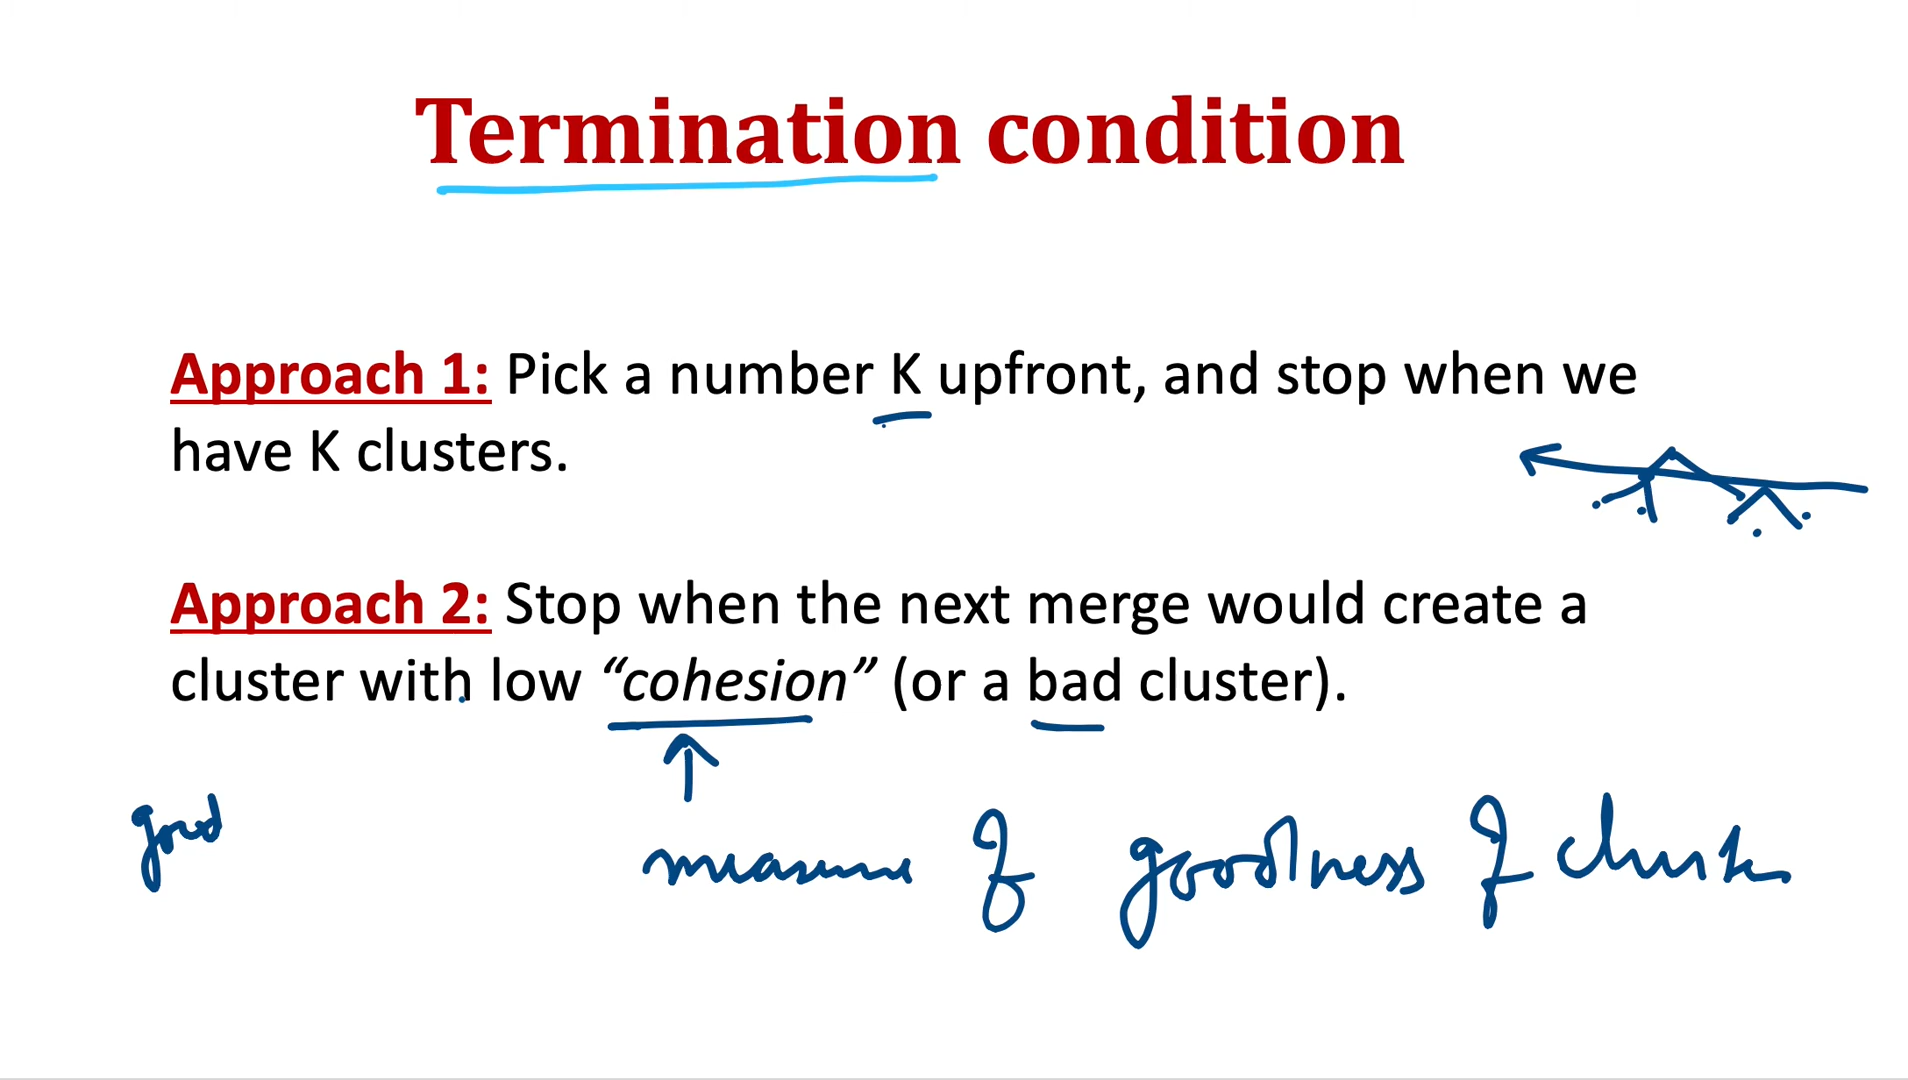 Termination condition
Approach 1: Pick a number K upfront, and stop when we
have K clusters.
Approach 2: Stop when the next merge would create a
cluster with low “cohesion” (or a bad cluster).
good
measure of goodness of cluster